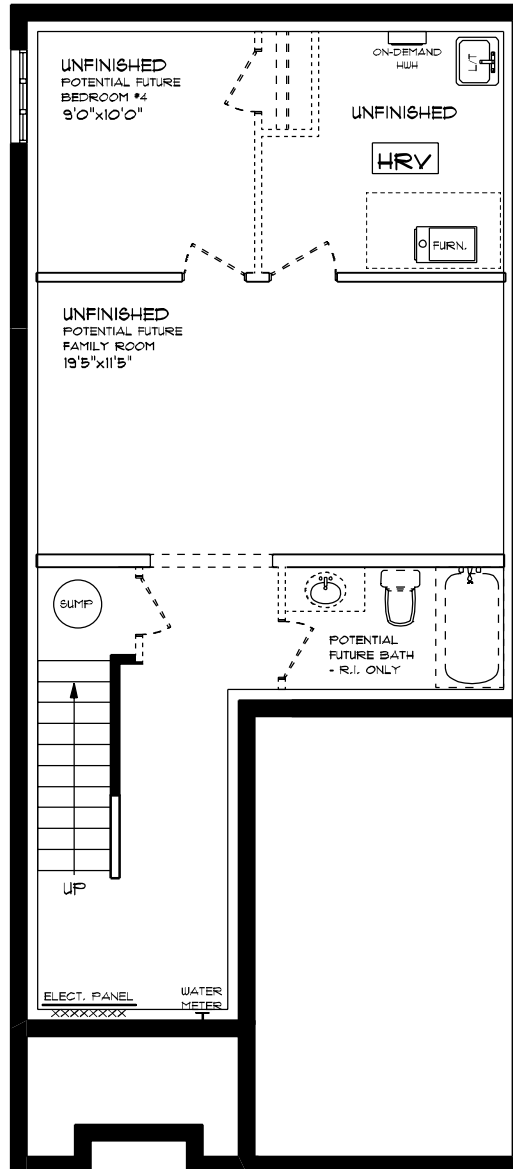 UNFINISHED
POTENTIAL FUTURE
BEDROOM #4
9'0"x10'0"
ON-DEMAND
HWH
L/T
UNFINISHED
HRV
FURN.
UNFINISHED
POTENTIAL FUTURE
FAMILY ROOM
19'5"x11'5"
SUMP
POTENTIAL
FUTURE BATH
- R.I. ONLY
UP
ELECT. PANEL
WATER
METER